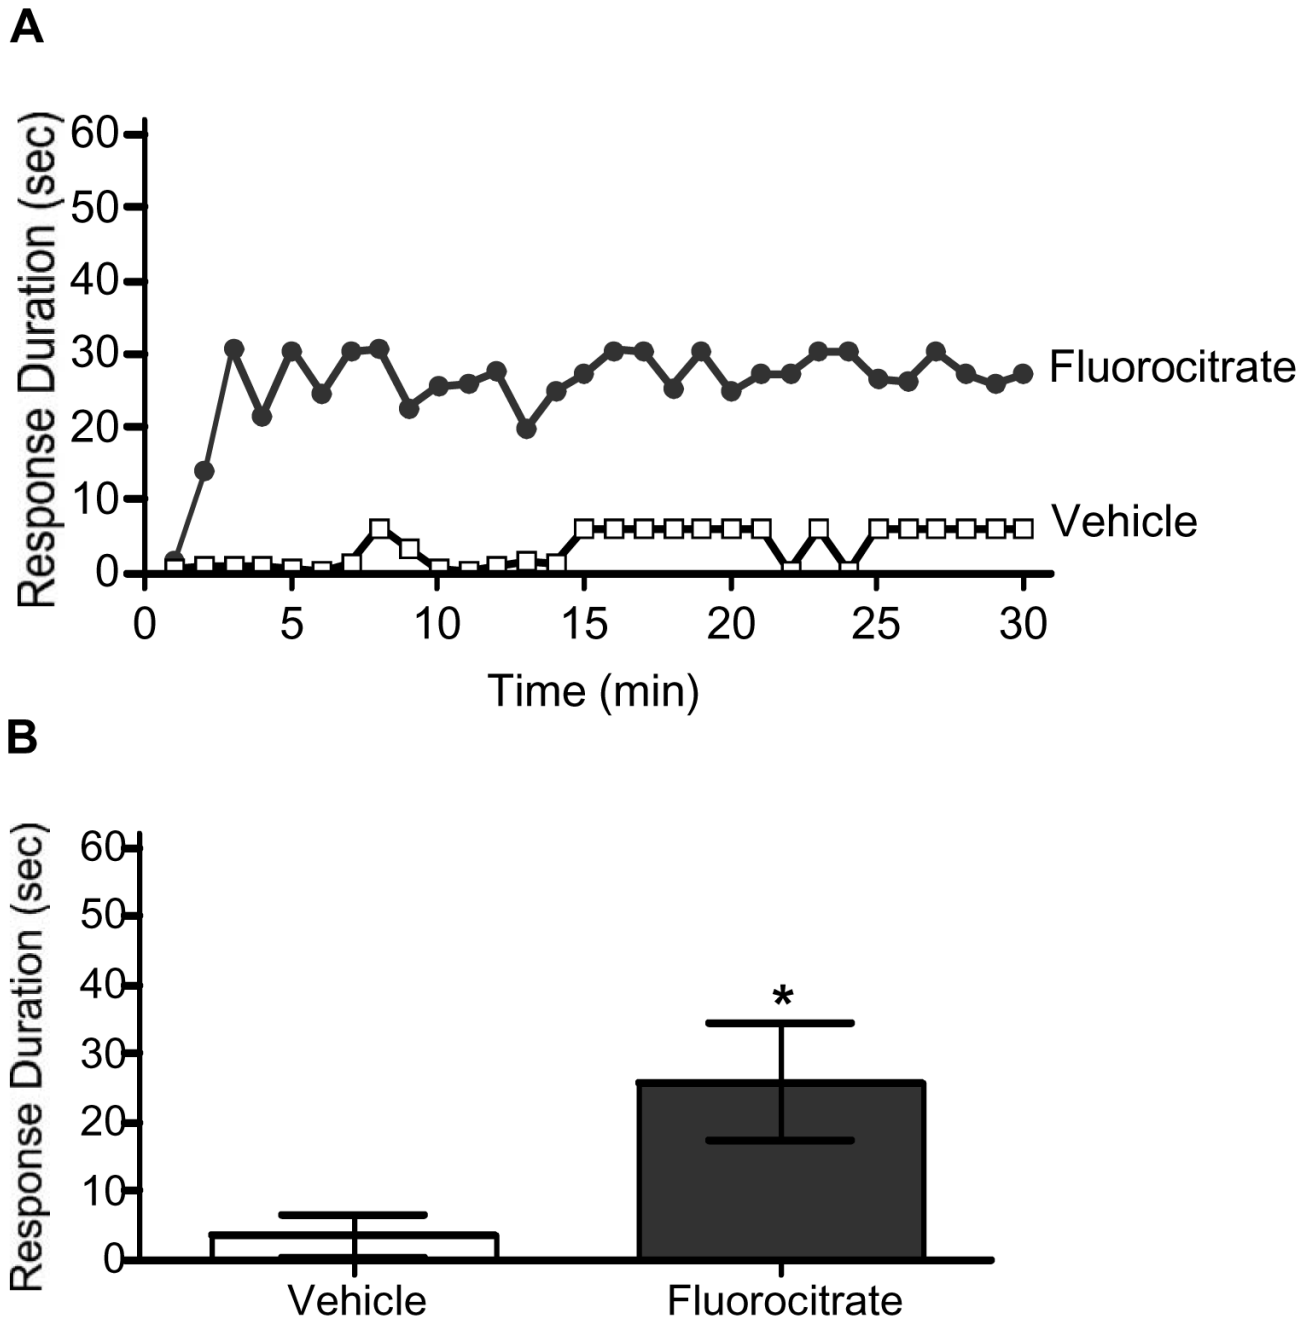 A
Response Duration (sec)
60
50
40
30
20
10
0
0 5 10 15 20 25 30
Time (min)
Fluorocitrate
Vehicle
B
Response Duration (sec)
60
50
40
30
20
10
0
*
Vehicle Fluorocitrate